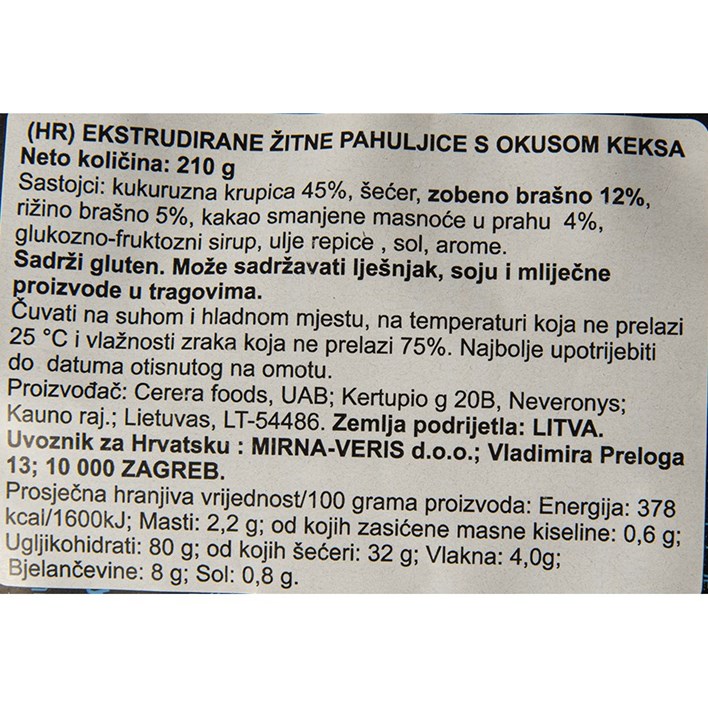 (HR) EKSTRUDIRANE ŽITNE PAHULJICE S OKUSOM KEKSA
Neto količina: 210 g
Sastojci: kukuruzna krupica 45%, šećer, zobeno brašno 12%,
rižino brašno 5%, kakao smanjene masnoće u prahu 4%,
glukozno-fruktozni sirup, ulje repice , sol, arome.
Sadrži gluten. Može sadržavati lješnjak, soju i mliječne
proizvode u tragovima.
Čuvati na suhom i hladnom mjestu, na temperaturi koja ne prelazi
25 °C i vlažnosti zraka koja ne prelazi 75%. Najbolje upotrijebiti
do datuma otisnutog na omotu.
Proizvođač: Cerera foods, UAB; Kertupio g 20B, Neveronys;
Kauno raj.; Lietuvas, LT-54486. Zemlja podrijetla: LITVA.
Uvoznik za Hrvatsku : MIRNA-VERIS d.o.o.; Vladimira Preloga
13; 10 000 ZAGREB.
Prosječna hranjiva vrijednost/100 grama proizvoda: Energija: 378
kcal/1600kJ; Masti: 2,2 g; od kojih zasićene masne kiseline: 0,6 g;
Ugljikohidrati: 80 g; od kojih šećeri: 32 g; Vlakna: 4,0g;
Bjelančevine: 8 g; Sol: 0,8 g.